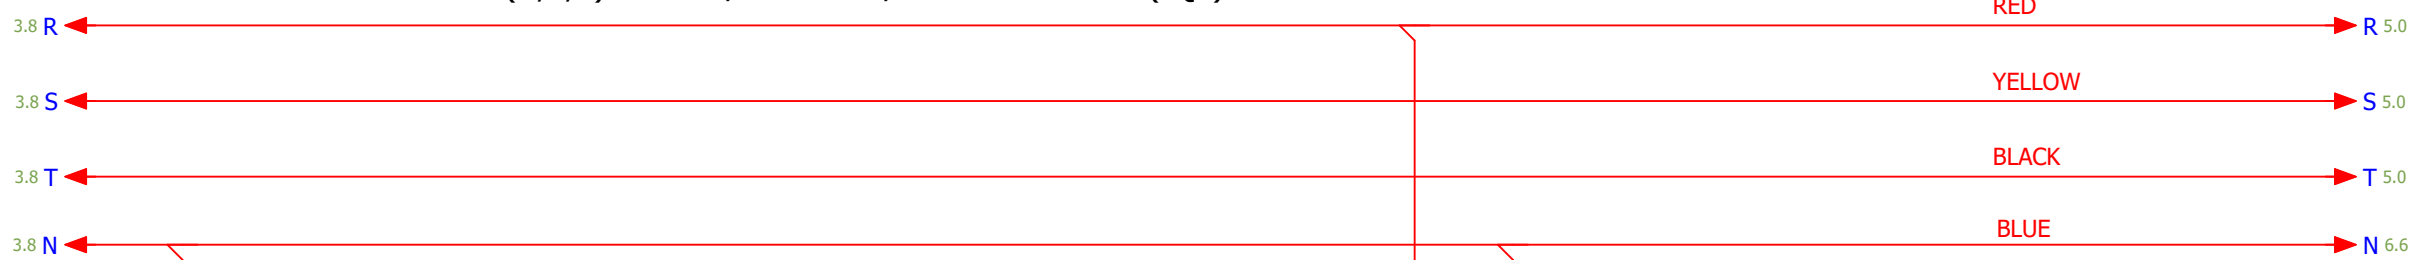 RED
3.8 R R 5.0
YELLOW
3.8 S S 5.0
BLACK
3.8 T T 5.0
BLUE
3.8 N N 6.6